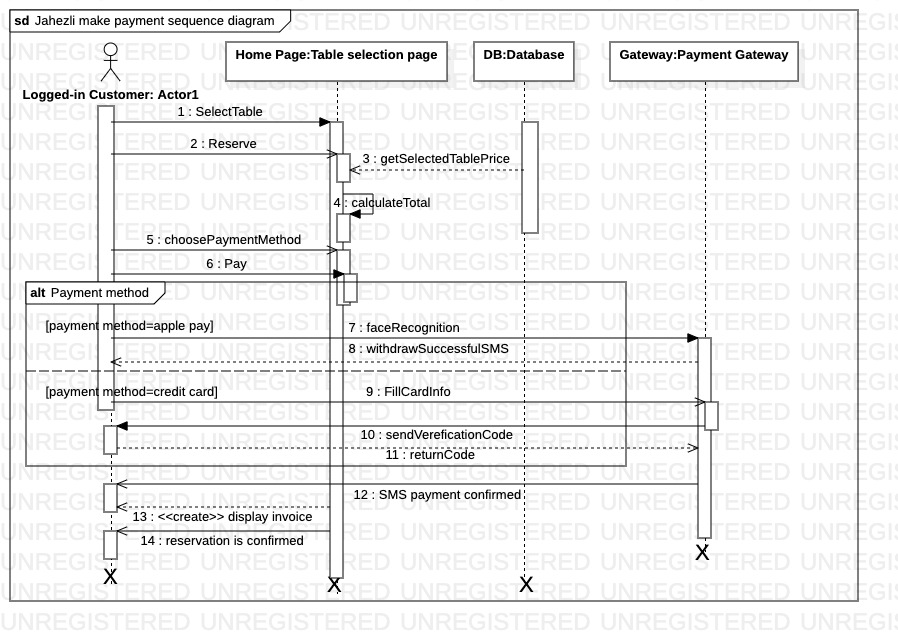 sd Jahezli make payment sequence diagram
Home Page:Table selection page
DB:Database
Gateway:Payment Gateway
Logged-in Customer: Actor1
1 : SelectTable
2 : Reserve
3 : getSelectedTablePrice
4 : calculateTotal
5 : choosePaymentMethod
6 : Pay
alt Payment method
[payment method=apple pay]
7 : faceRecognition
8 : withdrawSuccessfulSMS
[payment method=credit card]
9 : FillCardInfo
10 : sendVereficationCode
11 : returnCode
12 : SMS payment confirmed
13 : <<create>> display invoice
14 : reservation is confirmed
X
X
X
X
UNREGISTERED